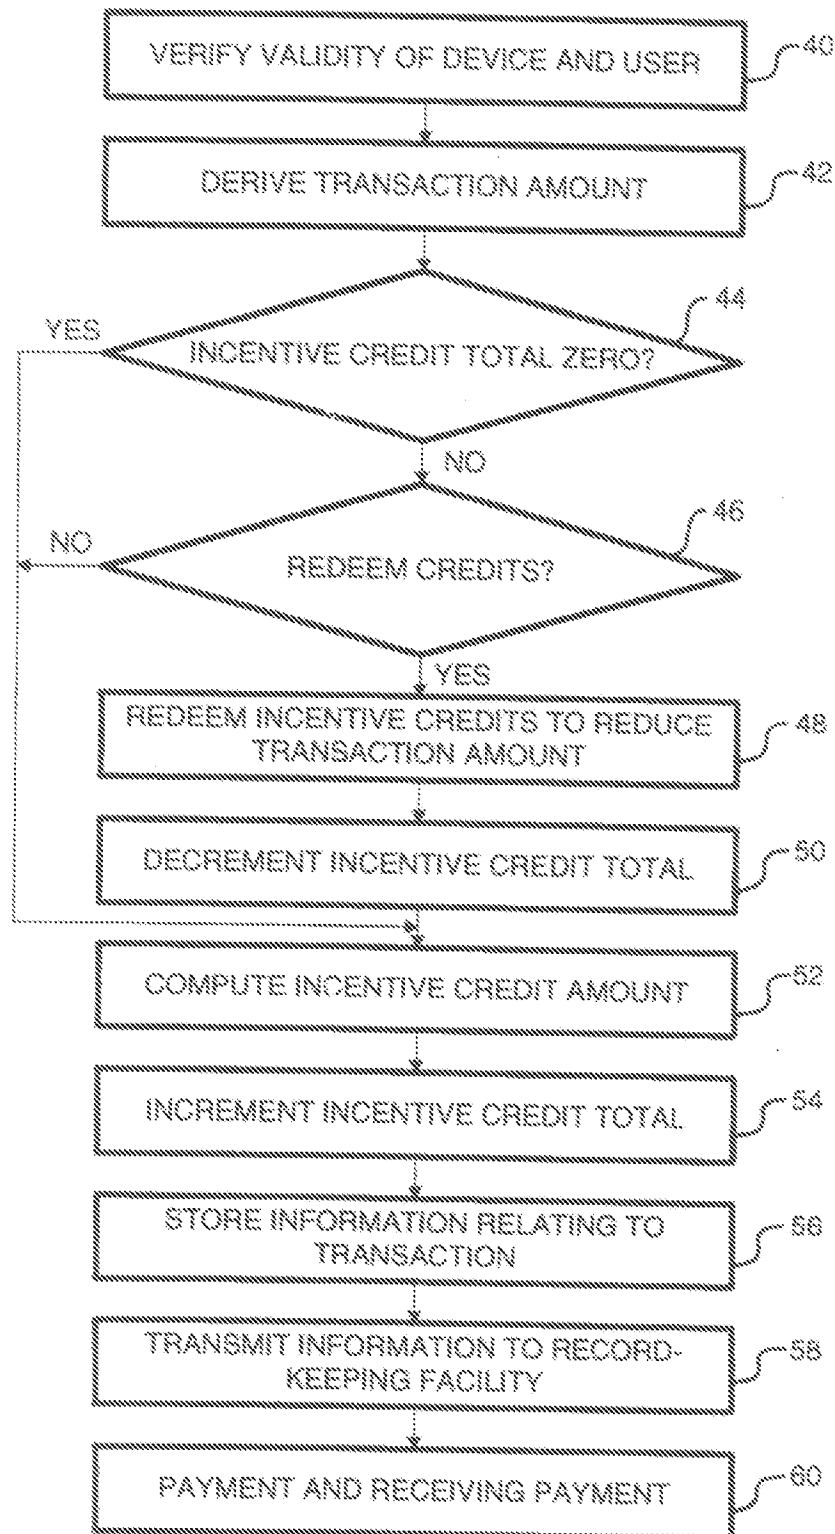 VERIFY VALIDITY OF DEVICE AND USER
40
DERIVE TRANSACTION AMOUNT
42
44
YES
INCENTIVE CREDIT TOTAL ZERO?
NO
46
NO
REDEEM CREDITS?
YES
REDEEM INCENTIVE CREDITS TO REDUCE
TRANSACTION AMOUNT
48
DECREMENT INCENTIVE CREDIT TOTAL
50
COMPUTE INCENTIVE CREDIT AMOUNT
52
INCREMENT INCENTIVE CREDIT TOTAL
54
STORE INFORMATION RELATING TO
TRANSACTION
56
TRANSMIT INFORMATION TO RECORD-
KEEPING FACILITY
58
PAYMENT AND RECEIVING PAYMENT
60